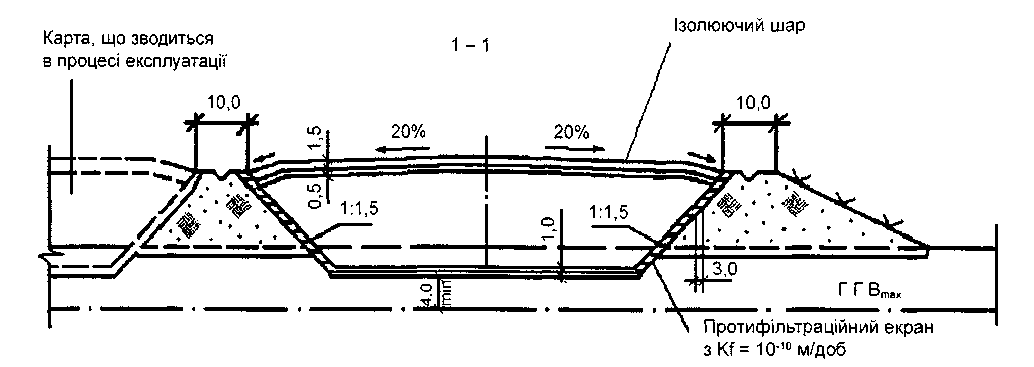 Карта, що зводиться
в процесі експлуатації
1 – 1
Ізолюючий шар
10,0
10,0
20%
20%
1,5
0,5
1:1,5
1:1,5
1,0
3,0
4.0
min
Г Г Вmax
Протифільтраційний екран
з Kf = 10-10 м/доб